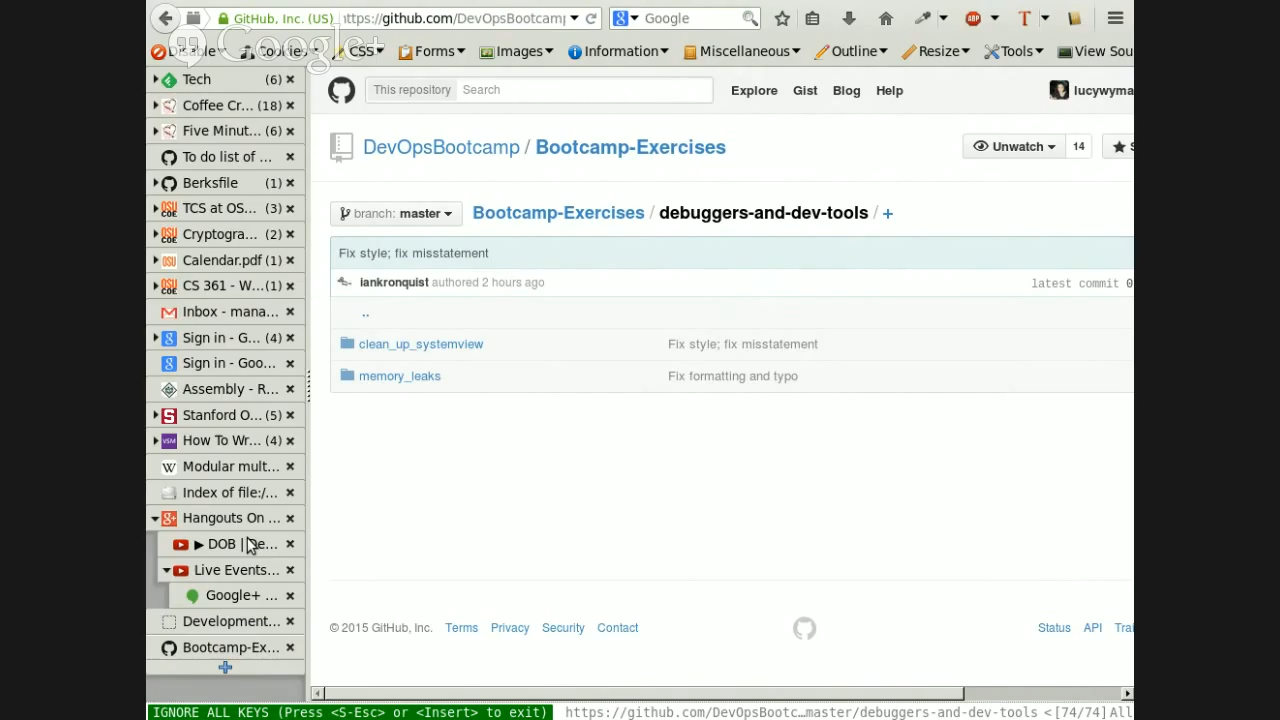 GitHub, Inc. (US)
https://github.com/DevOpsBootcamp
Google
Google+
Disable
Cookies
CSS
Forms
Images
Information
Miscellaneous
Outline
Resize
Tools
View Sou
Tech (6)
Coffee Cr... (18)
Five Minut... (6)
To do list of ...
Berksfile (1)
TCS at OS... (3)
Cryptogra... (2)
Calendar.pdf (1)
CS 361 - W... (1)
Inbox - mana...
Sign in - G... (4)
Sign in - Goo...
Assembly - R...
Stanford O... (5)
How To Wr... (4)
Modular mult...
Index of file:/...
Hangouts On ...
▶ DOB | De...
Live Events...
Google+ ...
Development...
Bootcamp-Ex...
This repository
Search
Explore
Gist
Blog
Help
lucywyma
DevOpsBootcamp / Bootcamp-Exercises
Unwatch
14
branch: master
Bootcamp-Exercises / debuggers-and-dev-tools / +
Fix style; fix misstatement
iankronquist authored 2 hours ago
latest commit 0
..
clean_up_systemview
Fix style; fix misstatement
memory_leaks
Fix formatting and typo
© 2015 GitHub, Inc.
Terms
Privacy
Security
Contact
Status
API
Trai
IGNORE ALL KEYS (Press <S-Esc> or <Insert> to exit)
https://github.com/DevOpsBootc…master/debuggers-and-dev-tools <[74/74]All